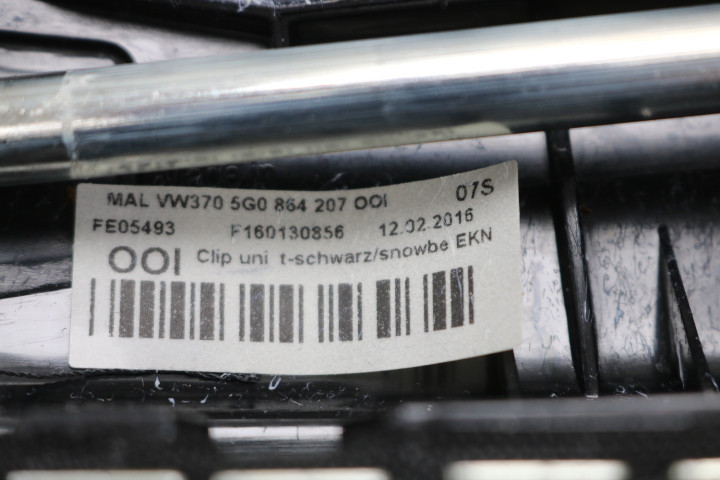 MAL VW370 5G0 864 207 OOI 07S
FE05493 F160130856 12.02.2016
OOI Clip uni t-schwarz/snowbe EKN